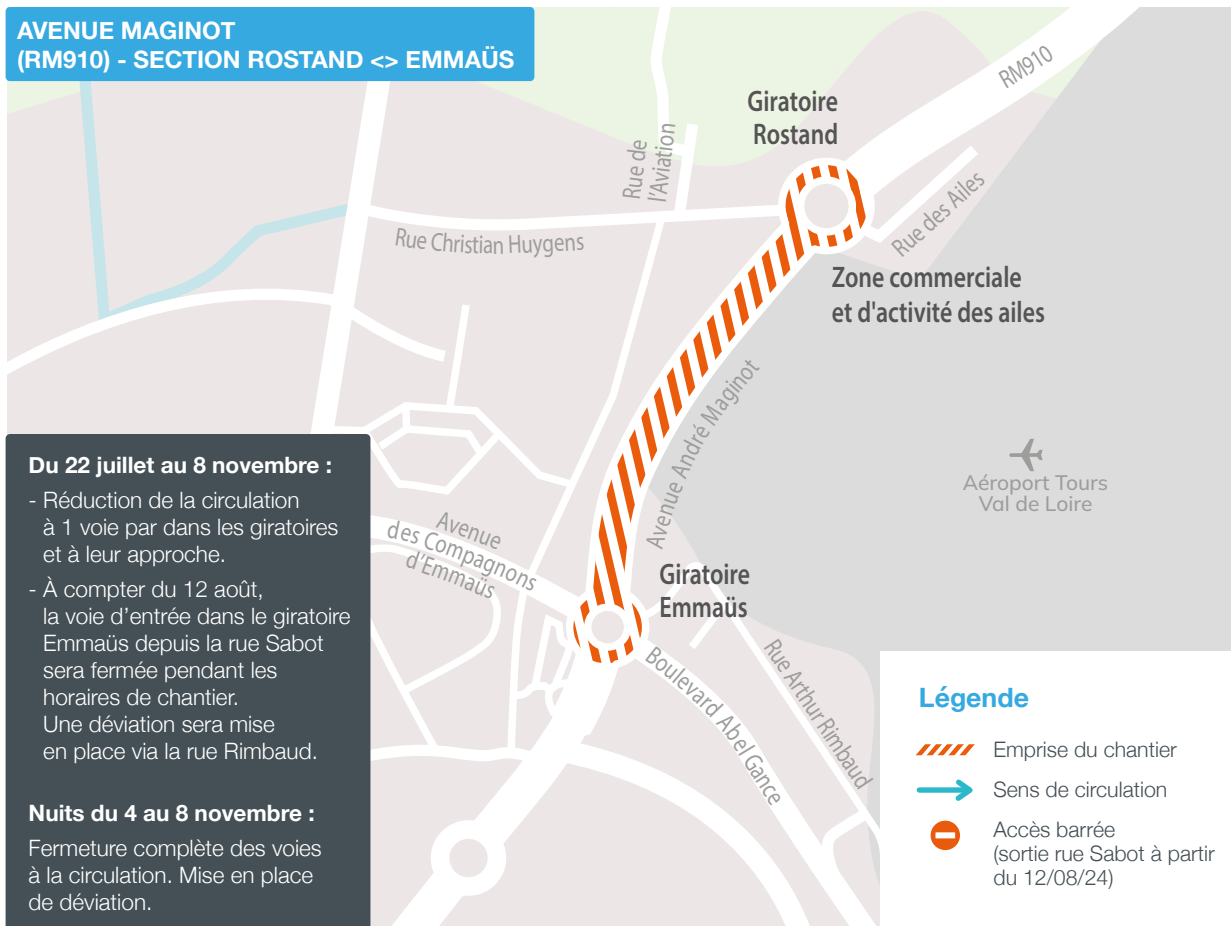 AVENUE MAGINOT
(RM910) - SECTION ROSTAND <> EMMAÜS
RM910
Giratoire
Rostand
Rue de
l'Aviation
Rue des Ailes
Rue Christian Huygens
Zone commerciale
et d'activité des ailes
Avenue André Maginot
Aéroport Tours
Val de Loire
Du 22 juillet au 8 novembre :
- Réduction de la circulation
à 1 voie par dans les giratoires
et à leur approche.
- À compter du 12 août,
la voie d’entrée dans le giratoire
Emmaüs depuis la rue Sabot
sera fermée pendant les
horaires de chantier.
Une déviation sera mise
en place via la rue Rimbaud.
Nuits du 4 au 8 novembre :
Fermeture complète des voies
à la circulation. Mise en place
de déviation.
Avenue
des Compagnons
d'Emmaüs
Giratoire
Emmaüs
Boulevard Abel Gance
Rue Arthur Rimbaud
Légende
Emprise du chantier
Sens de circulation
Accès barrée
(sortie rue Sabot à partir
du 12/08/24)